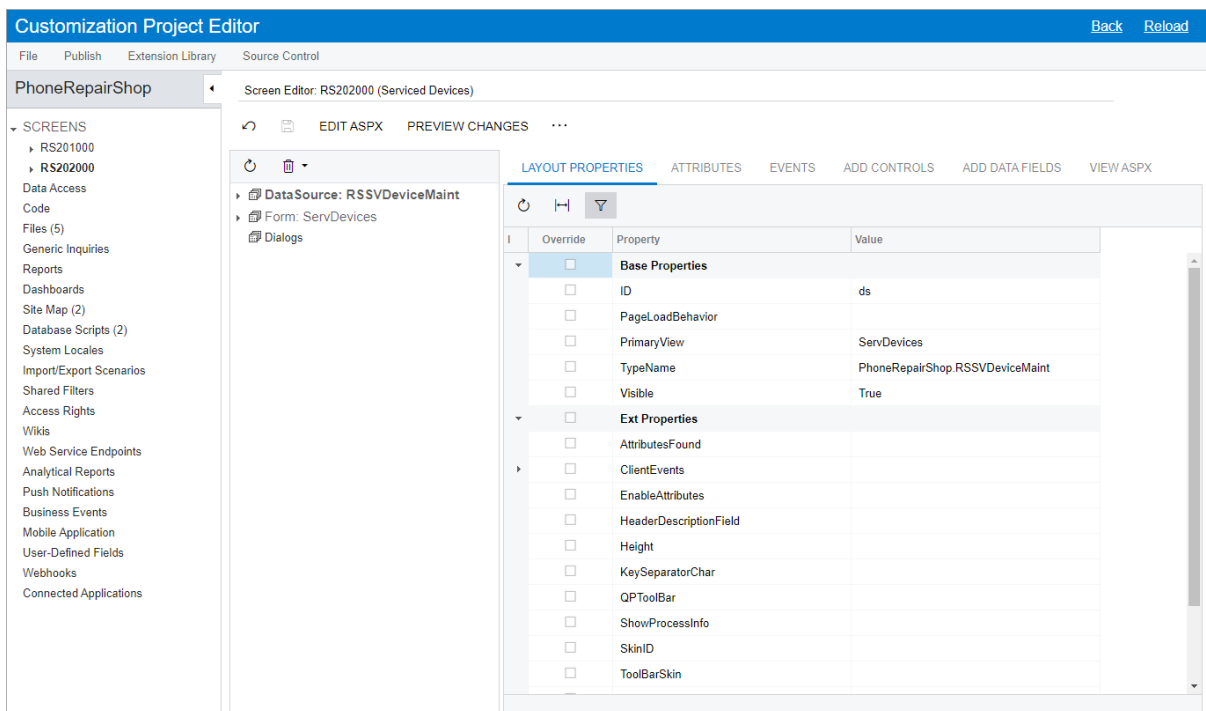 Customization Project Editor Back Reload
File Publish Extension Library Source Control
PhoneRepairShop
SCREENS
RS201000
RS202000
Data Access
Code
Files (5)
Generic Inquiries
Reports
Dashboards
Site Map (2)
Database Scripts (2)
System Locales
Import/Export Scenarios
Shared Filters
Access Rights
Wikis
Web Service Endpoints
Analytical Reports
Push Notifications
Business Events
Mobile Application
User-Defined Fields
Webhooks
Connected Applications
Screen Editor: RS202000 (Serviced Devices)
EDIT ASPX PREVIEW CHANGES ...
DataSource: RSSVDeviceMaint
Form: ServDevices
Dialogs
LAYOUT PROPERTIES ATTRIBUTES EVENTS ADD CONTROLS ADD DATA FIELDS VIEW ASPX
Override Property Value
Base Properties
ID ds
PageLoadBehavior
PrimaryView ServDevices
TypeName PhoneRepairShop.RSSVDeviceMaint
Visible True
Ext Properties
AttributesFound
ClientEvents
EnableAttributes
HeaderDescriptionField
Height
KeySeparatorChar
QPToolBar
ShowProcessInfo
SkinID
ToolBarSkin